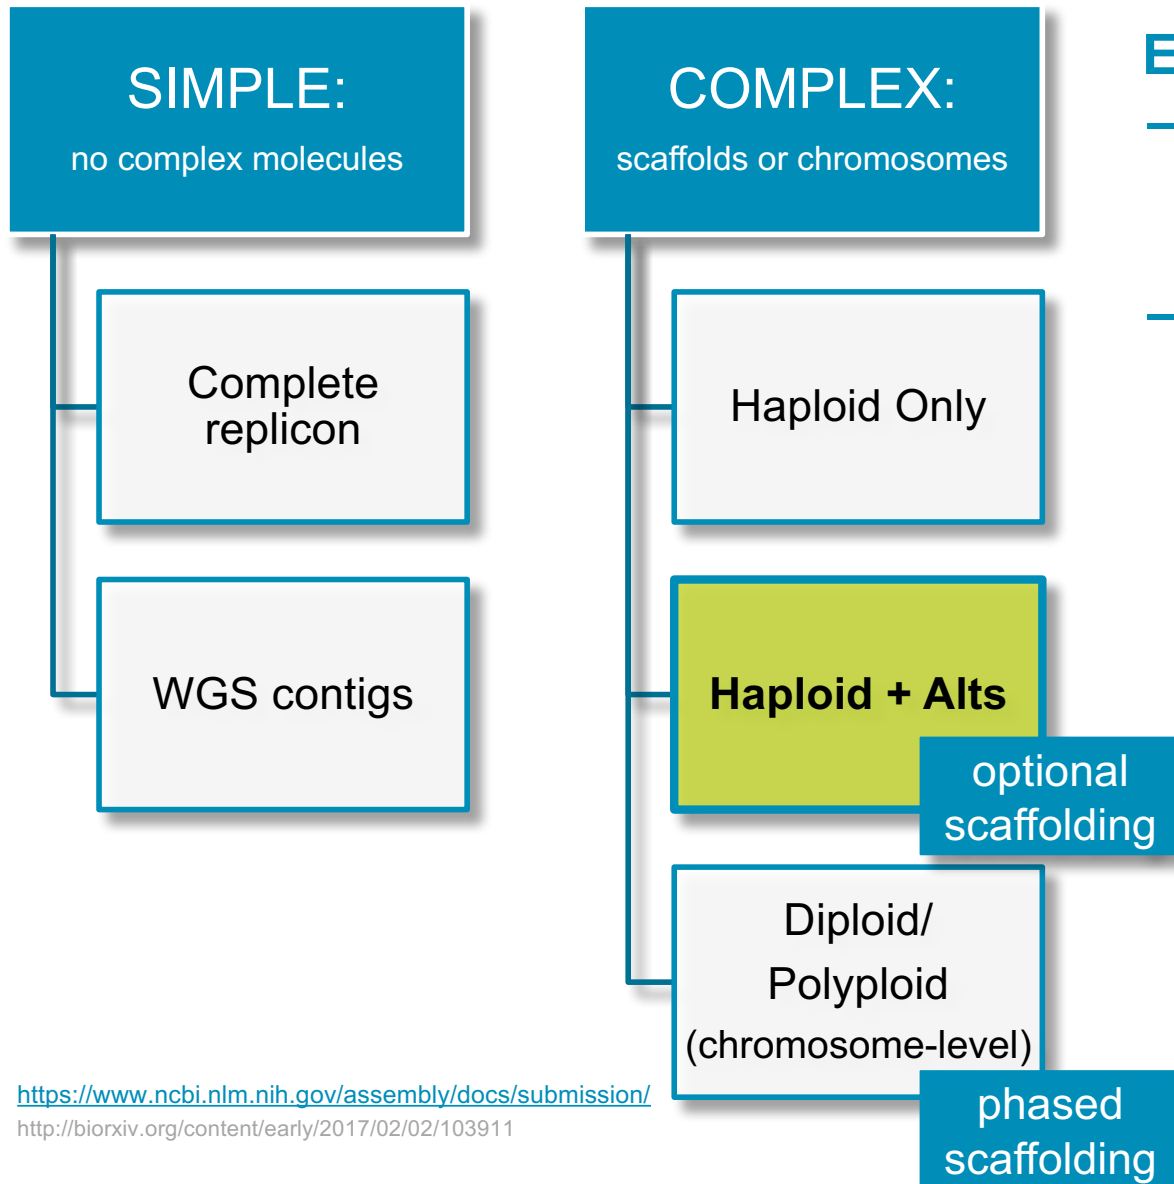 SIMPLE:
no complex molecules
Complete
replicon
WGS contigs
COMPLEX:
scaffolds or chromosomes
Haploid Only
Haploid + Alts
optional
scaffolding
Diploid/
Polyploid
(chromosome-level)
phased
scaffolding
https://www.ncbi.nlm.nih.gov/assembly/docs/submission/
http://biorxiv.org/content/early/2017/02/02/103911